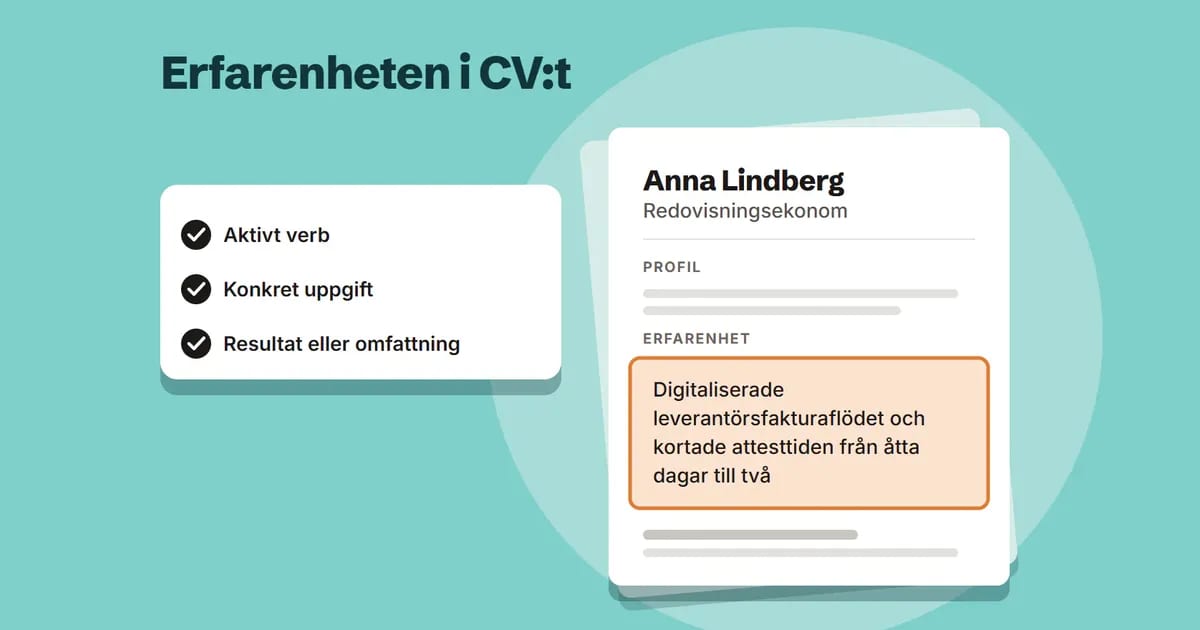 Erfarenheten i CV:t
Aktivt verb
Konkret uppgift
Resultat eller omfattning
Anna Lindberg
Redovisningsekonom
PROFIL
ERFARENHET
Digitaliserade
leverantörsfakturaflödet och
kortade attesttiden från åtta
dagar till två